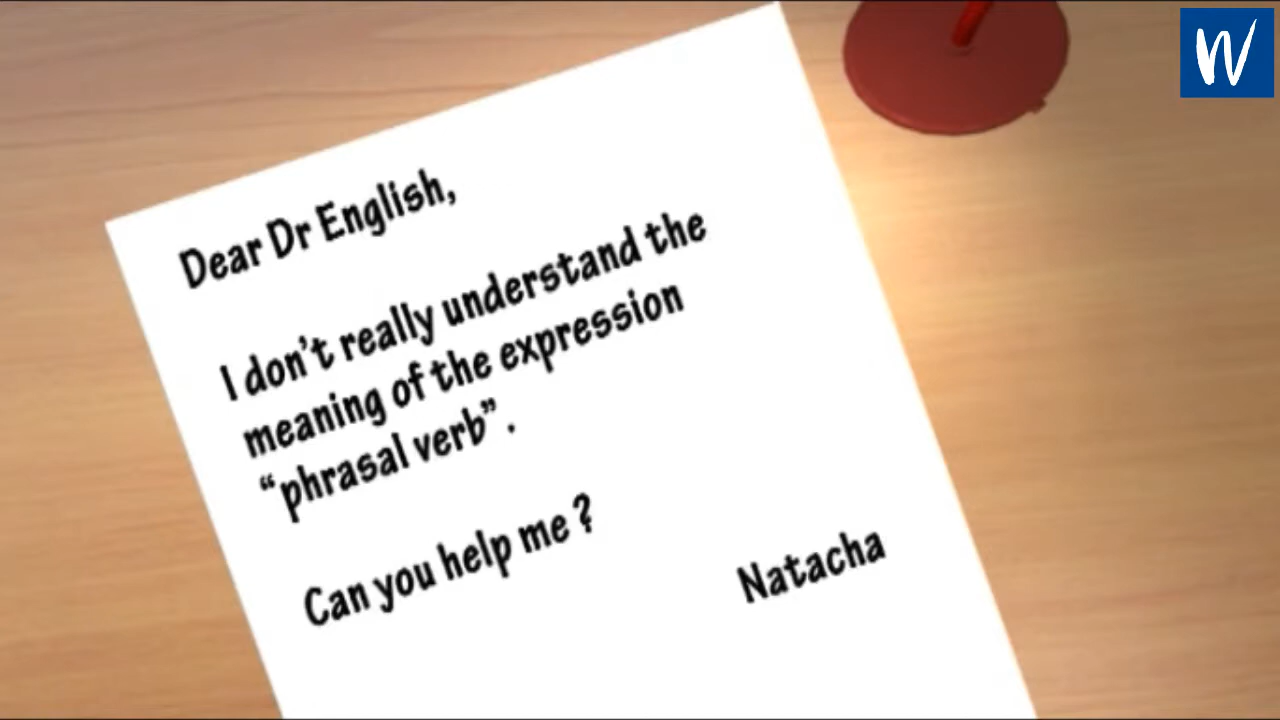 W
Dear Dr English,
I don't really understand the
meaning of the expression
“phrasal verb”.
Can you help me ?
Natacha